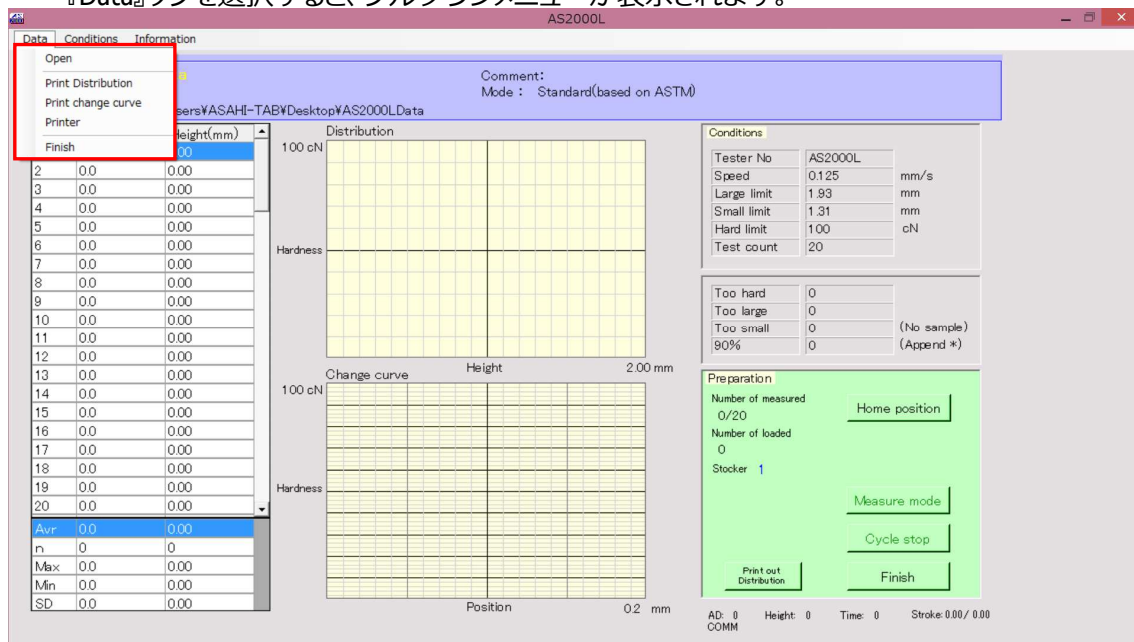 『Data』タブを選択すると、プルダウンメニューが表示されます。
AS2000L
Data Conditions Information
Open
Print Distribution
Print change curve
Printer
Finish
Comment:
Mode : Standard(based on ASTM)
sers¥ASAHI-TAB¥Desktop¥AS2000LData
Height(mm)
2 0.0 0.00
3 0.0 0.00
4 0.0 0.00
5 0.0 0.00
6 0.0 0.00
7 0.0 0.00
8 0.0 0.00
9 0.0 0.00
10 0.0 0.00
11 0.0 0.00
12 0.0 0.00
13 0.0 0.00
14 0.0 0.00
15 0.0 0.00
16 0.0 0.00
17 0.0 0.00
18 0.0 0.00
19 0.0 0.00
20 0.0 0.00
Avr 0.0 0.00
n 0 0
Max 0.0 0.00
Min 0.0 0.00
SD 0.0 0.00
Distribution
100 cN
Hardness
Height 2.00 mm
Change curve
100 cN
Hardness
Position 0.2 mm
Conditions
Tester No AS2000L
Speed 0.125 mm/s
Large limit 1.93 mm
Small limit 1.31 mm
Hard limit 100 cN
Test count 20
Too hard 0
Too large 0
Too small 0 (No sample)
90% 0 (Append *)
Preparation
Number of measured
0/20
Home position
Number of loaded
0
Stocker 1
Measure mode
Cycle stop
Print out
Distribution
Finish
AD: 0 Height: 0 Time: 0 Stroke: 0.00/ 0.00
COMM